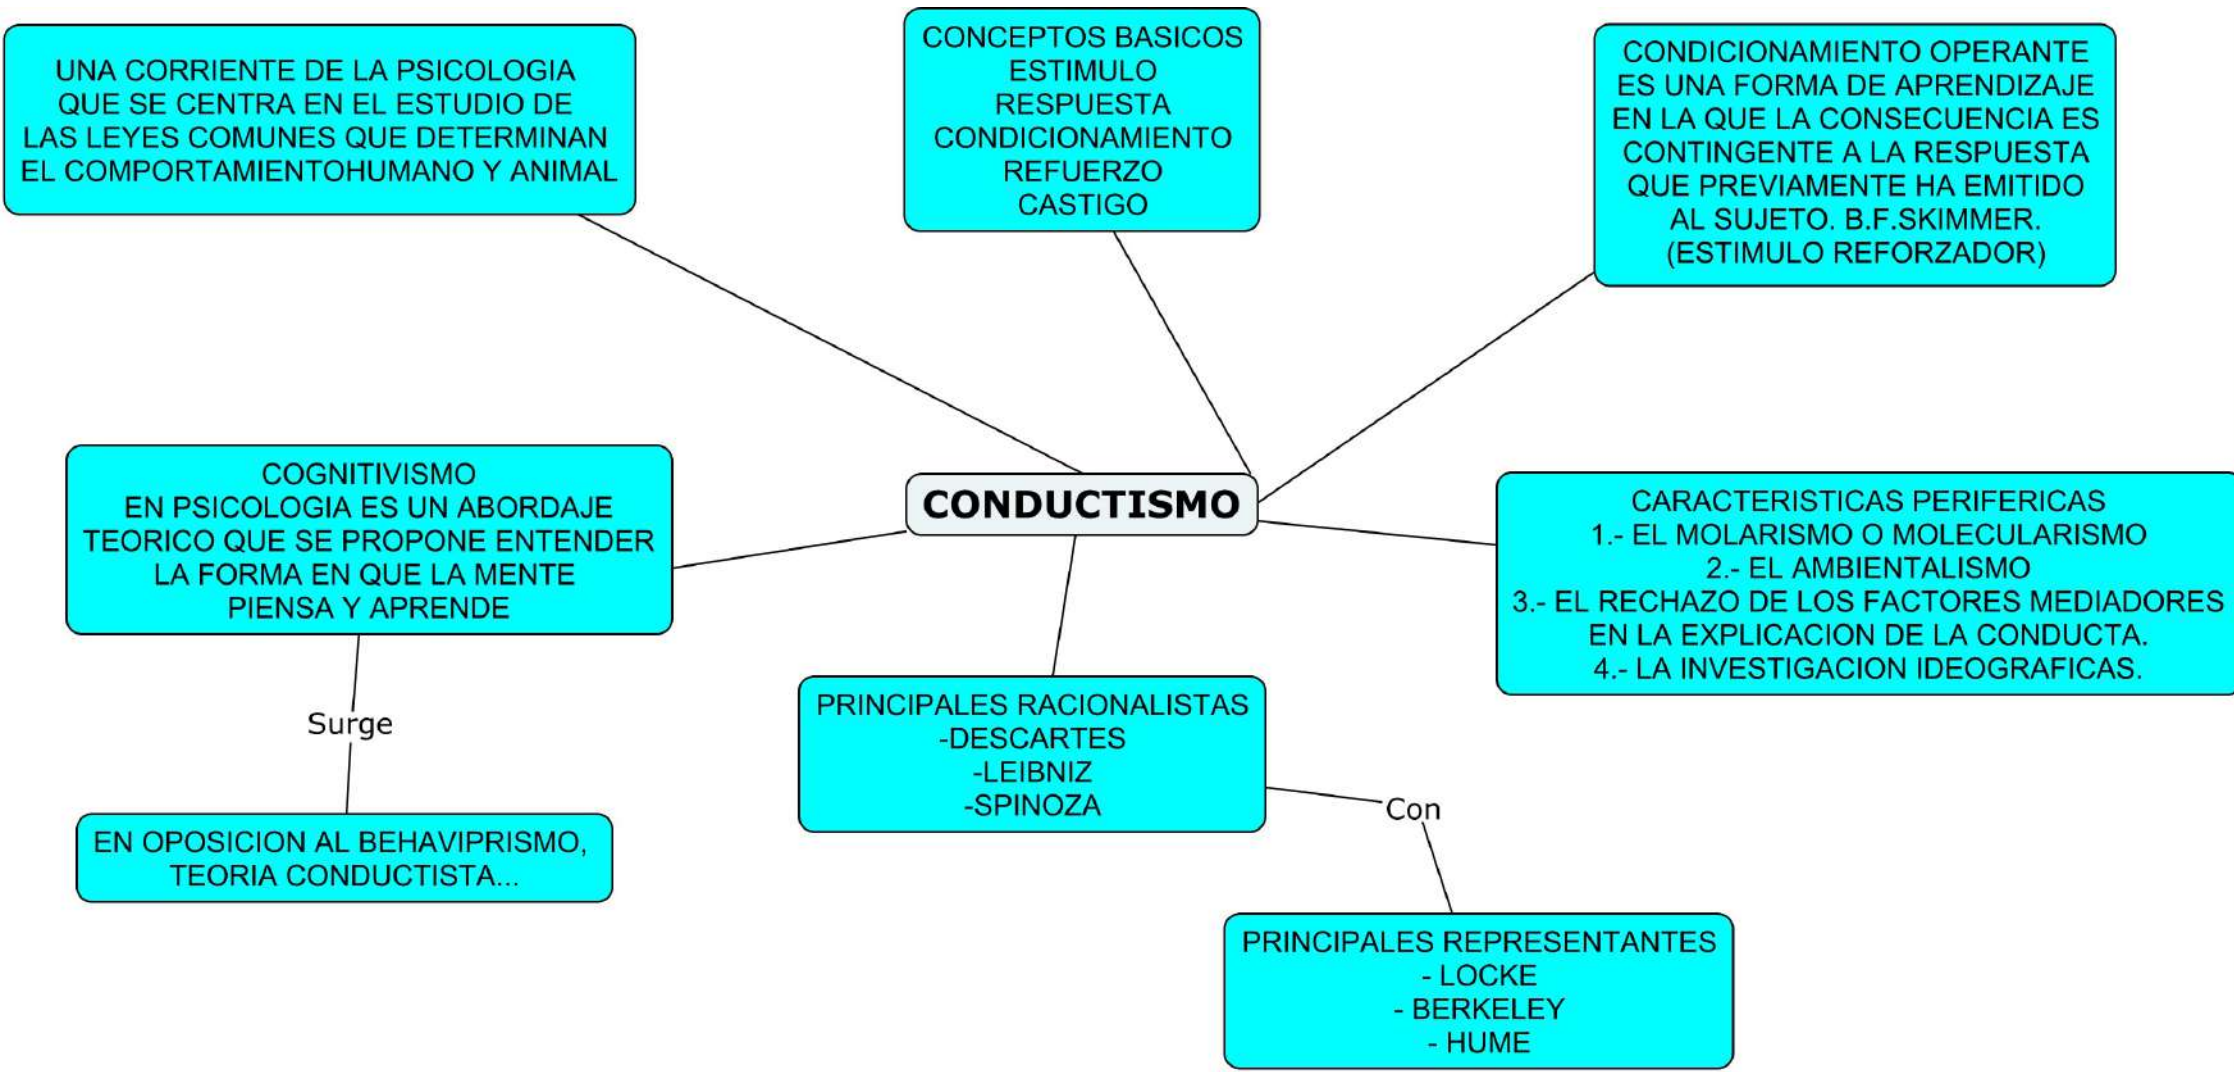 UNA CORRIENTE DE LA PSICOLOGIA
QUE SE CENTRA EN EL ESTUDIO DE
LAS LEYES COMUNES QUE DETERMINAN
EL COMPORTAMIENTOHUMANO Y ANIMAL
CONCEPTOS BASICOS
ESTIMULO
RESPUESTA
CONDICIONAMIENTO
REFUERZO
CASTIGO
CONDICIONAMIENTO OPERANTE
ES UNA FORMA DE APRENDIZAJE
EN LA QUE LA CONSECUENCIA ES
CONTINGENTE A LA RESPUESTA
QUE PREVIAMENTE HA EMITIDO
AL SUJETO. B.F.SKIMMER.
(ESTIMULO REFORZADOR)
COGNITIVISMO
EN PSICOLOGIA ES UN ABORDAJE
TEORICO QUE SE PROPONE ENTENDER
LA FORMA EN QUE LA MENTE
PIENSA Y APRENDE
CONDUCTISMO
CARACTERISTICAS PERIFERICAS
1.- EL MOLARISMO O MOLECULARISMO
2.- EL AMBIENTALISMO
3.- EL RECHAZO DE LOS FACTORES MEDIADORES
EN LA EXPLICACION DE LA CONDUCTA.
4.- LA INVESTIGACION IDEOGRAFICAS.
Surge
PRINCIPALES RACIONALISTAS
-DESCARTES
-LEIBNIZ
-SPINOZA
Con
EN OPOSICION AL BEHAVIPRISMO,
TEORIA CONDUCTISTA...
PRINCIPALES REPRESENTANTES
- LOCKE
- BERKELEY
- HUME